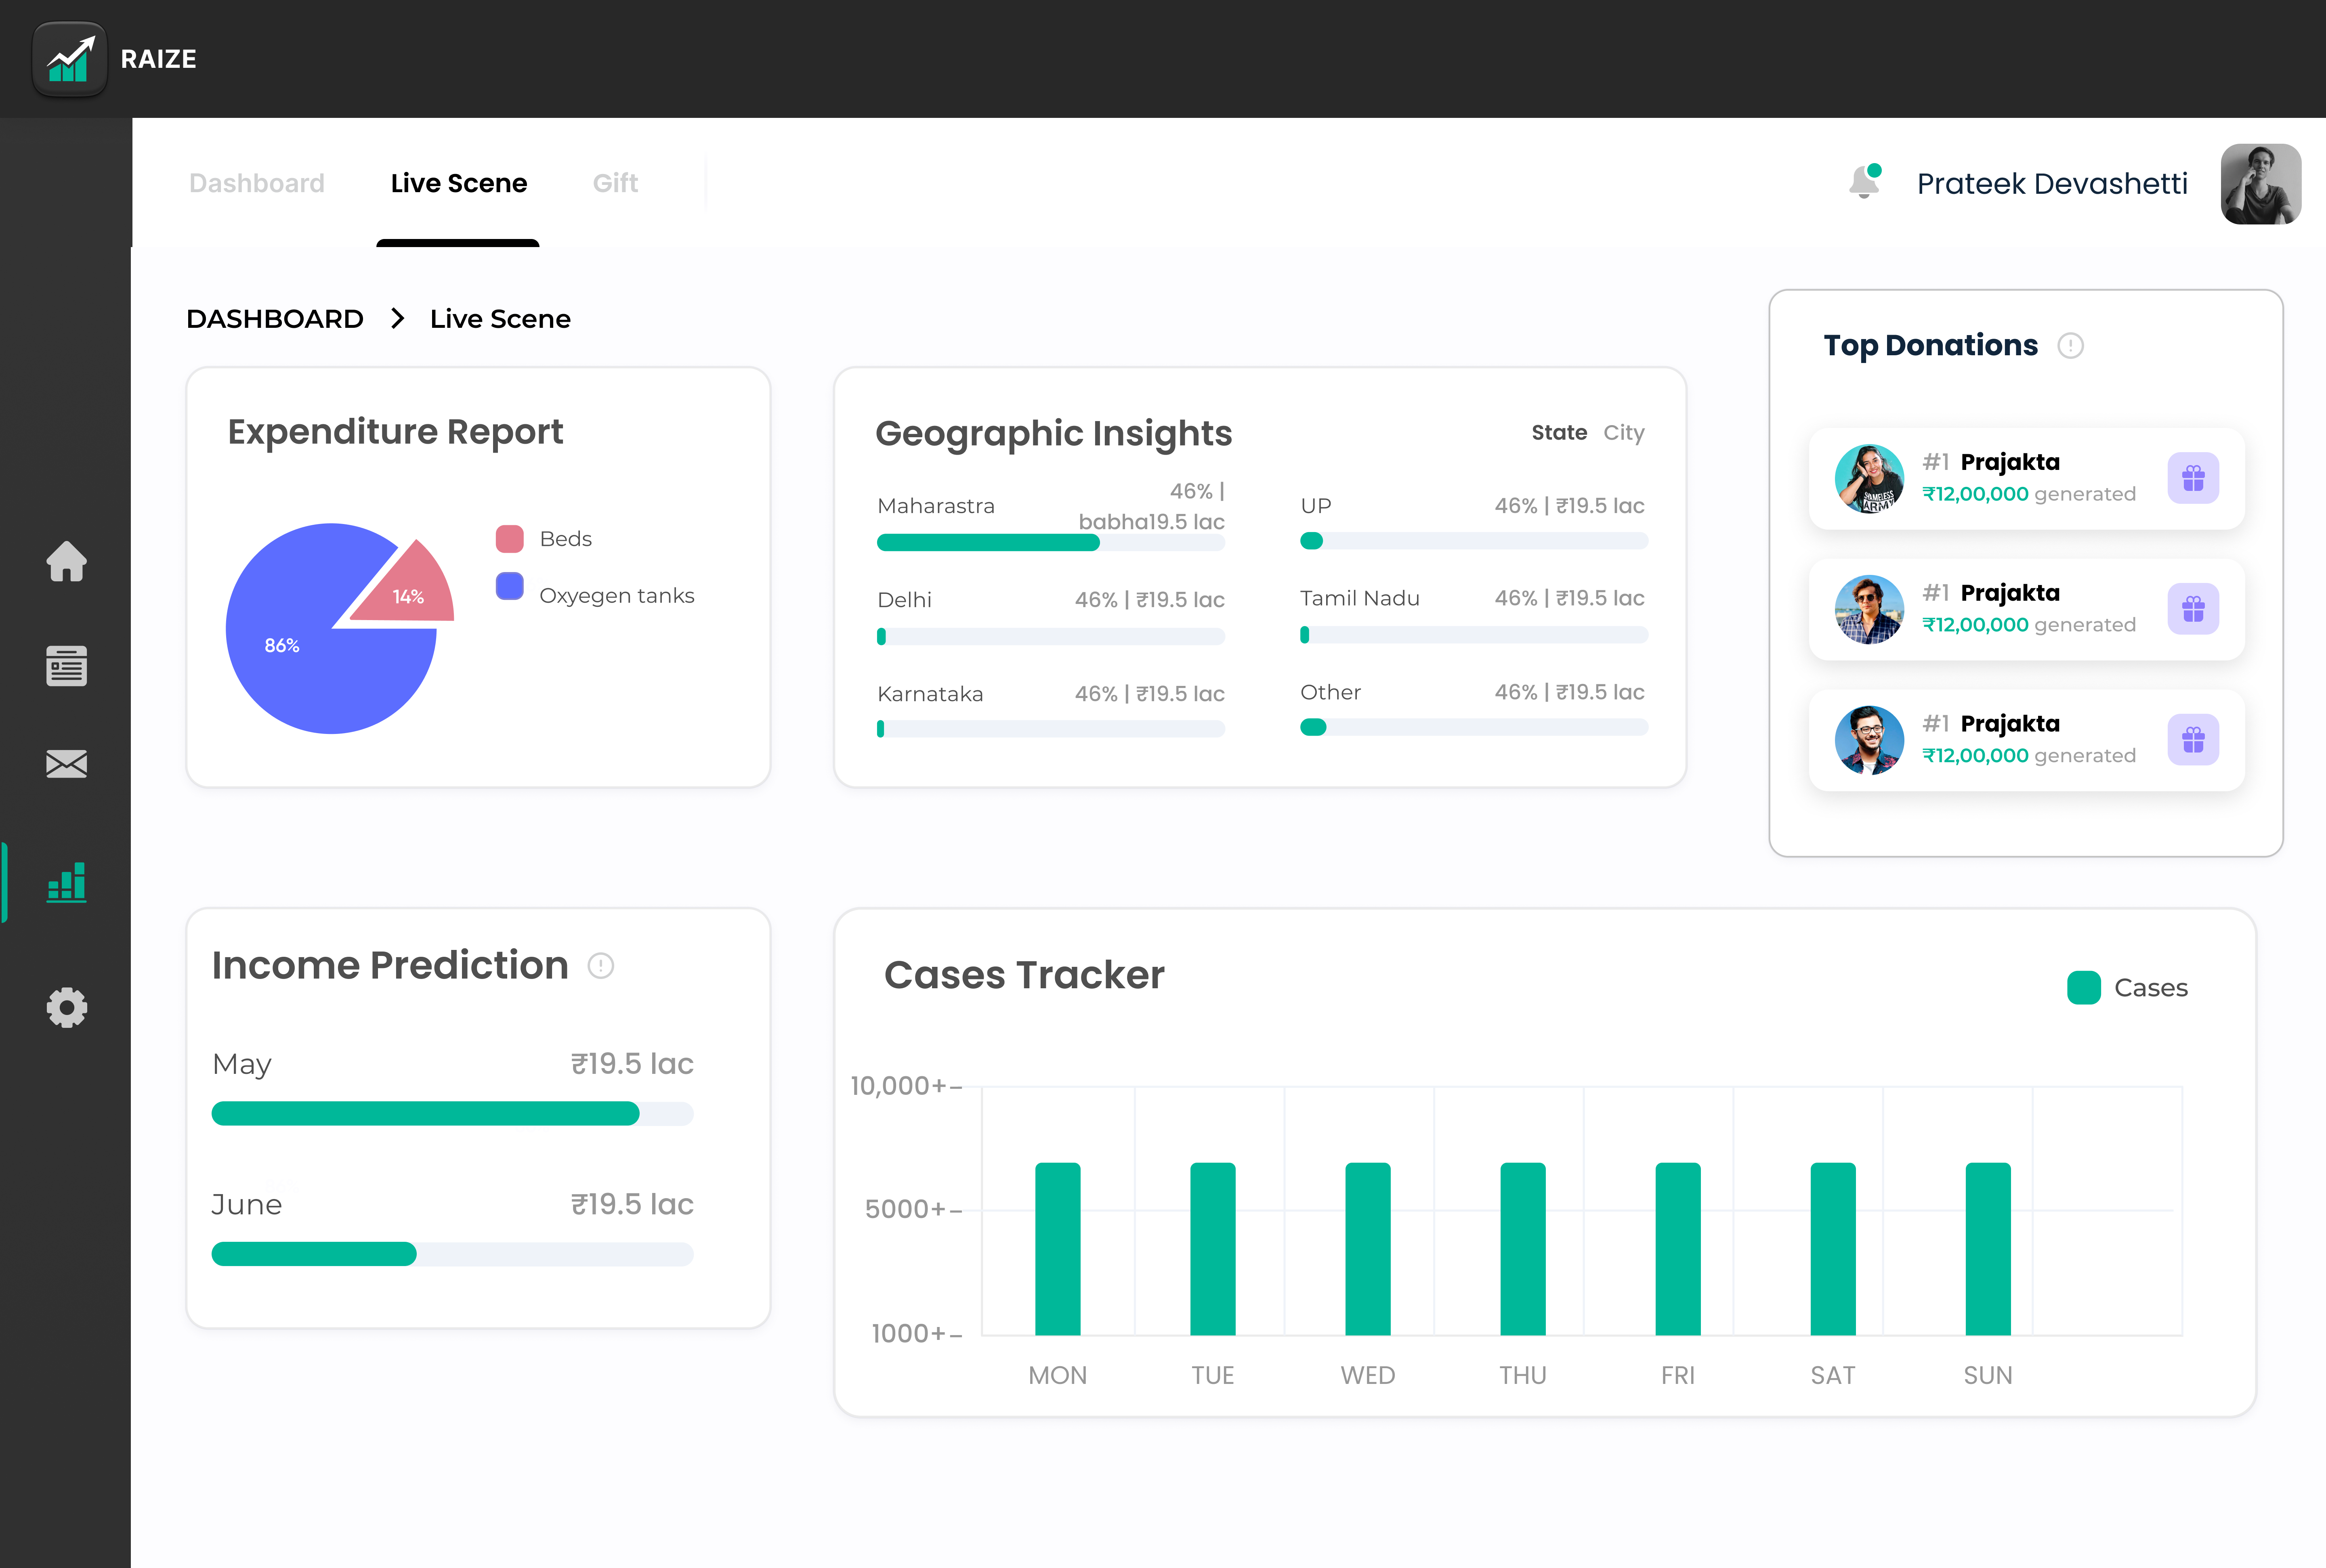 RAIZE
Dashboard
Live Scene
Gift
Prateek Devashetti
DASHBOARD > Live Scene
Expenditure Report
Beds
Oxyegen tanks
14%
86%
Geographic Insights
State City
Maharastra
46% |
babha19.5 lac
UP
46% | ₹19.5 lac
Delhi
46% | ₹19.5 lac
Tamil Nadu
46% | ₹19.5 lac
Karnataka
46% | ₹19.5 lac
Other
46% | ₹19.5 lac
Top Donations
#1 Prajakta
₹12,00,000 generated
SHAMELESS
ARMY
#1 Prajakta
₹12,00,000 generated
#1 Prajakta
₹12,00,000 generated
Income Prediction
May
₹19.5 lac
June
₹19.5 lac
Cases Tracker
Cases
10,000+
5000+
1000+
MON TUE WED THU FRI SAT SUN